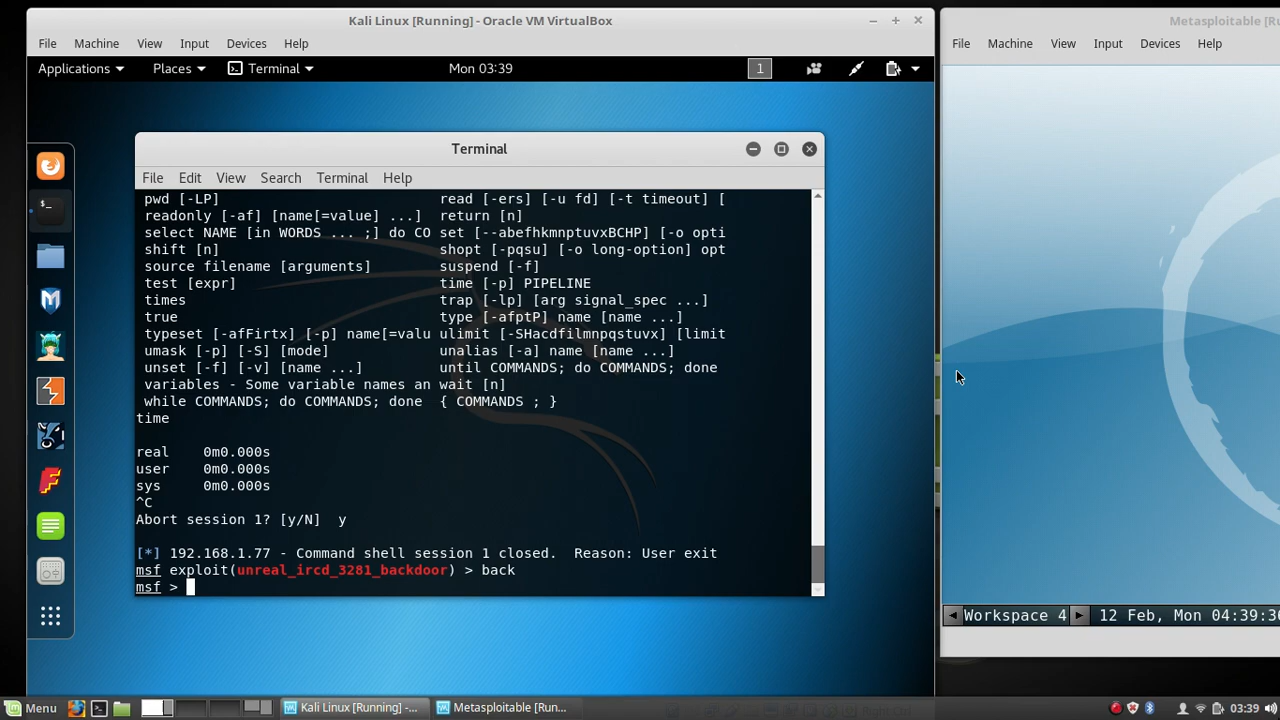 Kali Linux [Running] - Oracle VM VirtualBox
File Machine View Input Devices Help
Applications Places Terminal Mon 03:39 1
Terminal
File Edit View Search Terminal Help
pwd [-LP] read [-ers] [-u fd] [-t timeout] [
readonly [-af] [name[=value] ...] return [n]
select NAME [in WORDS ... ;] do CO set [--abefhkmnptuvxBCHP] [-o opti
shift [n] shopt [-pqsu] [-o long-option] opt
source filename [arguments] suspend [-f]
test [expr] time [-p] PIPELINE
times trap [-lp] [arg signal_spec ...]
true type [-afptP] name [name ...]
typeset [-afFirtx] [-p] name[=valu ulimit [-SHacdfilmnpqstuvx] [limit
umask [-p] [-S] [mode] unalias [-a] name [name ...]
unset [-f] [-v] [name ...] until COMMANDS; do COMMANDS; done
variables - Some variable names an wait [n]
while COMMANDS; do COMMANDS; done { COMMANDS ; }
time
real 0m0.000s
user 0m0.000s
sys 0m0.000s
^C
Abort session 1? [y/N] y
[*] 192.168.1.77 - Command shell session 1 closed. Reason: User exit
msf exploit(unreal_ircd_3281_backdoor) > back
msf >
Metasploitable [Ru
File Machine View Input Devices Help
Workspace 4 12 Feb, Mon 04:39:3
Menu Kali Linux [Running] -... Metasploitable [Run... 03:39